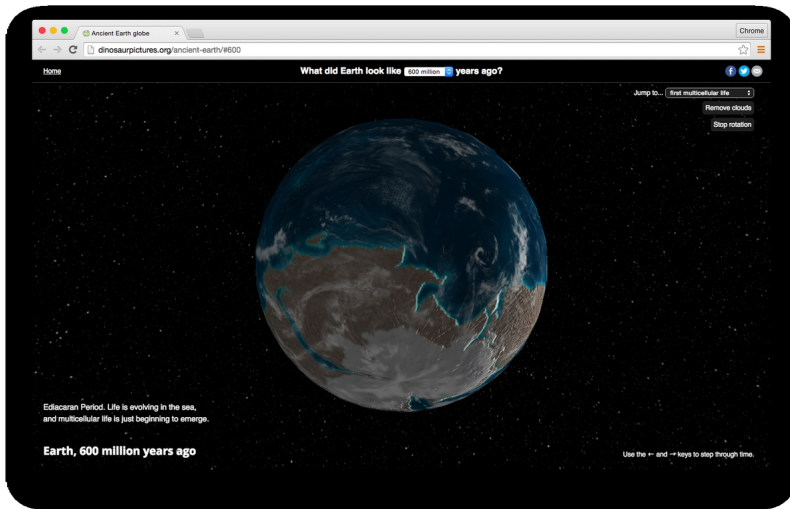 Ancient Earth globe
Chrome
dinosaurpictures.org/ancient-earth/#600
Home
What did Earth look like 600 million years ago?
Jump to... first multicellular life
Remove clouds
Stop rotation
Ediacaran Period. Life is evolving in the sea,
and multicellular life is just beginning to emerge.
Earth, 600 million years ago
Use the ← and → keys to step through time.